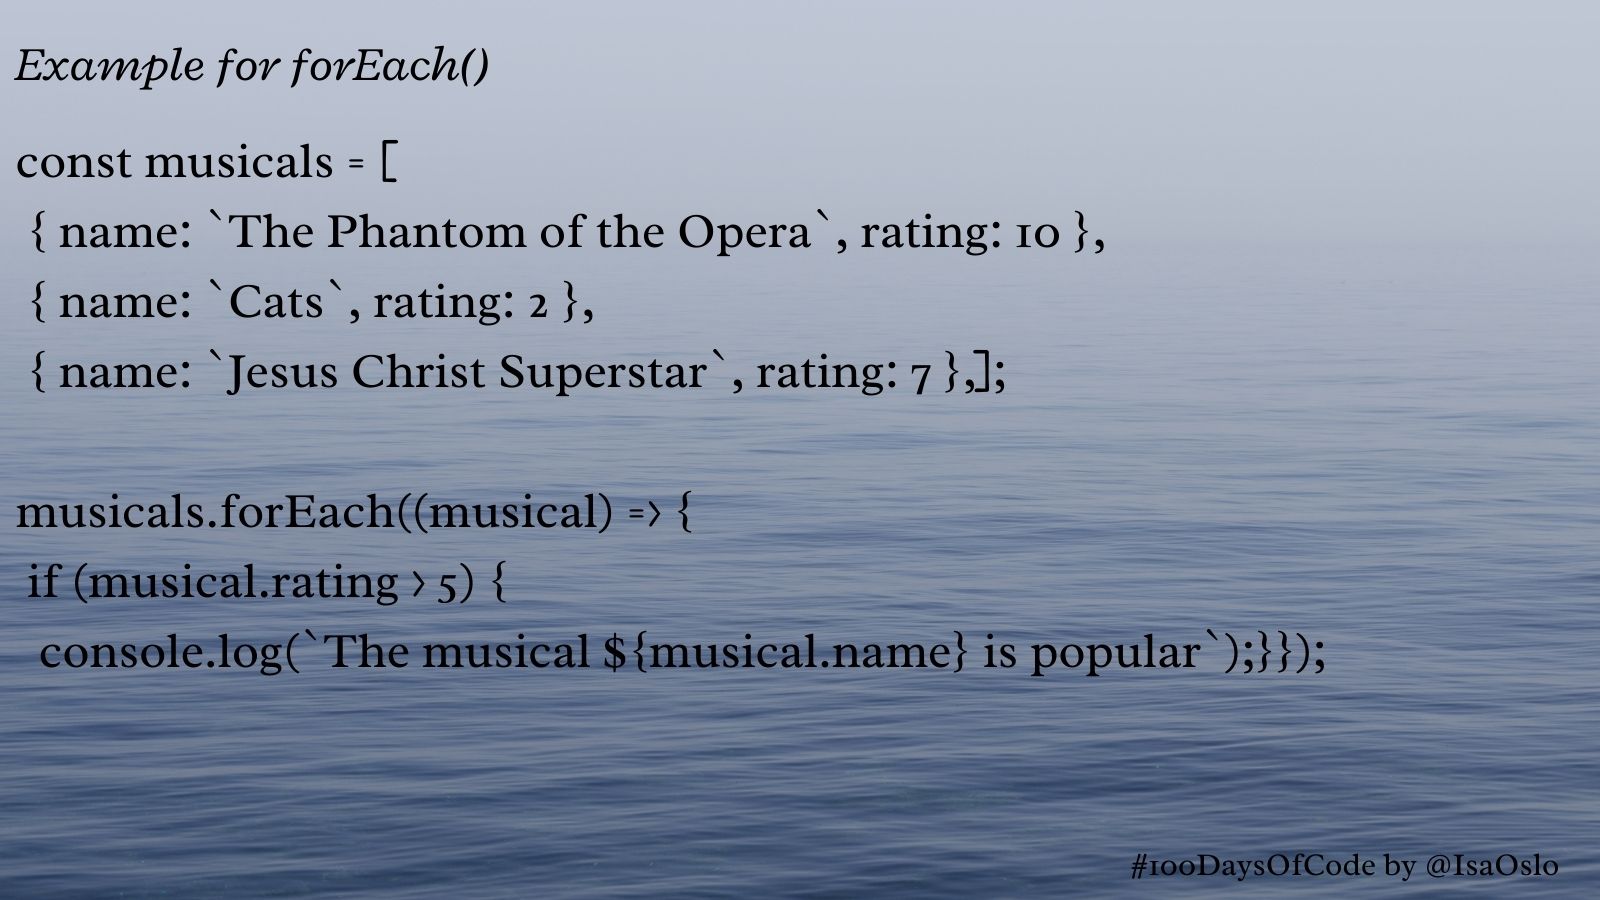 Example for forEach()
const musicals = [
{ name: `The Phantom of the Opera`, rating: 10 },
{ name: `Cats`, rating: 2 },
{ name: `Jesus Christ Superstar`, rating: 7 },];
musicals.forEach((musical) => {
if (musical.rating > 5) {
console.log(`The musical ${musical.name} is popular`);}});
#100DaysOfCode by @IsaOslo